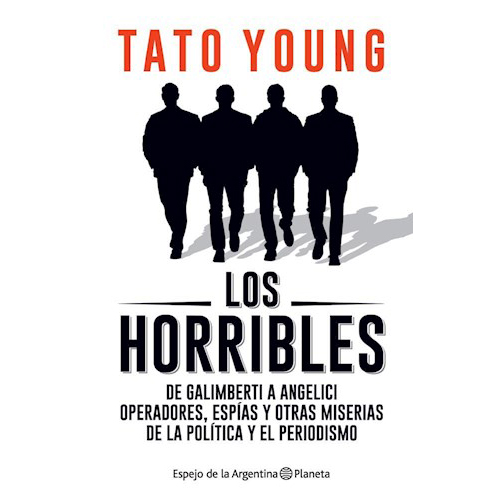 TATO YOUNG
LOS
HORRIBLES
DE GALIMBERTI A ANGELICI
OPERADORES, ESPÍAS Y OTRAS MISERIAS
DE LA POLÍTICA Y EL PERIODISMO
Espejo de la Argentina Planeta